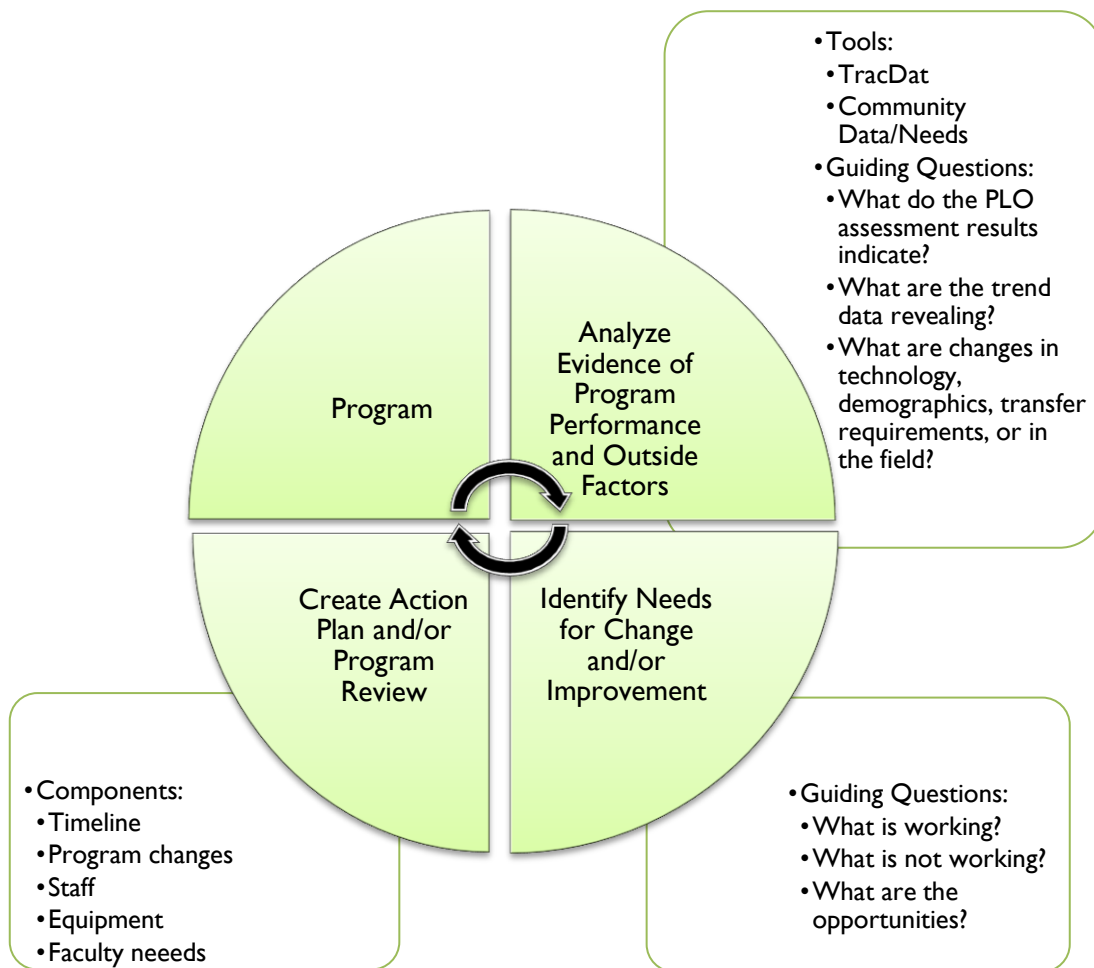 •Tools:
•TracDat
•Community
Data/Needs
•Guiding Questions:
•What do the PLO
assessment results
indicate?
•What are the trend
data revealing?
•What are changes in
technology,
demographics, transfer
requirements, or in
the field?
Program
Analyze
Evidence of
Program
Performance
and Outside
Factors
Create Action
Plan and/or
Program
Review
Identify Needs
for Change
and/or
Improvement
•Components:
•Timeline
•Program changes
•Staff
•Equipment
•Faculty neeeds
•Guiding Questions:
•What is working?
•What is not working?
•What are the
opportunities?